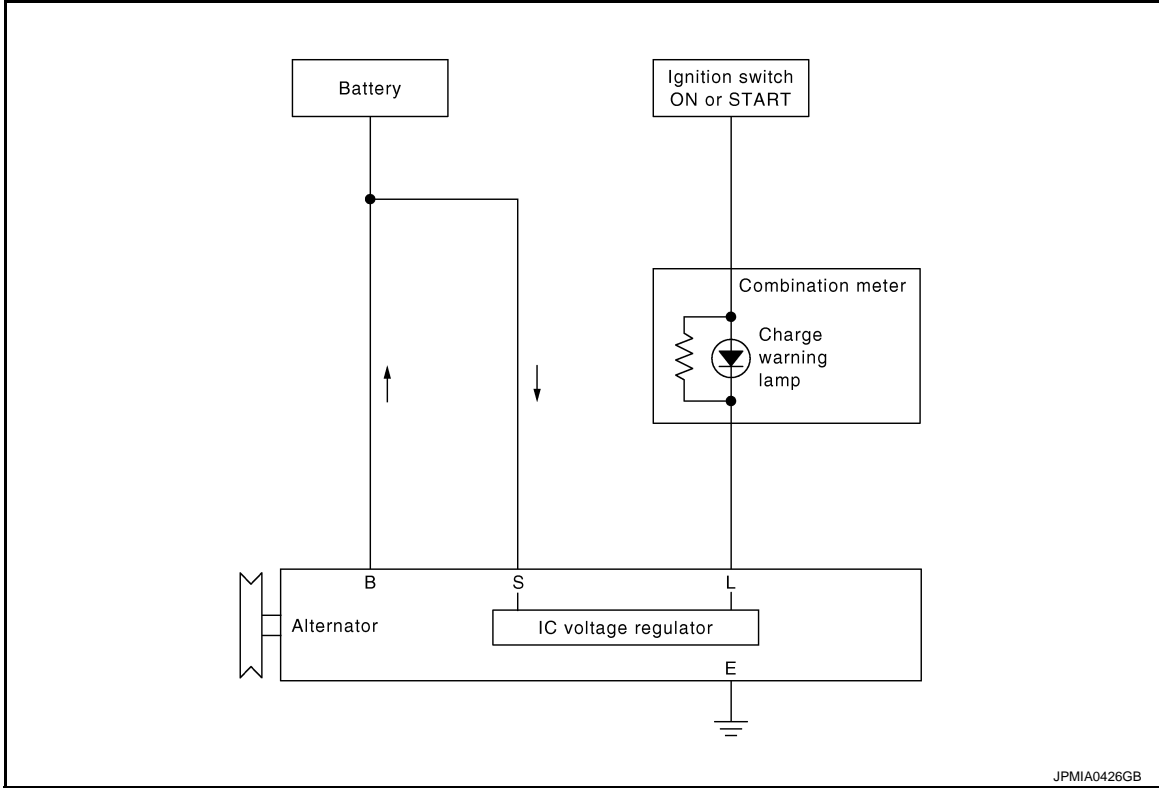 Battery
Ignition switch
ON or START
Combination meter
Charge
warning
lamp
B
S
L
Alternator
IC voltage regulator
E
JPMIA0426GB